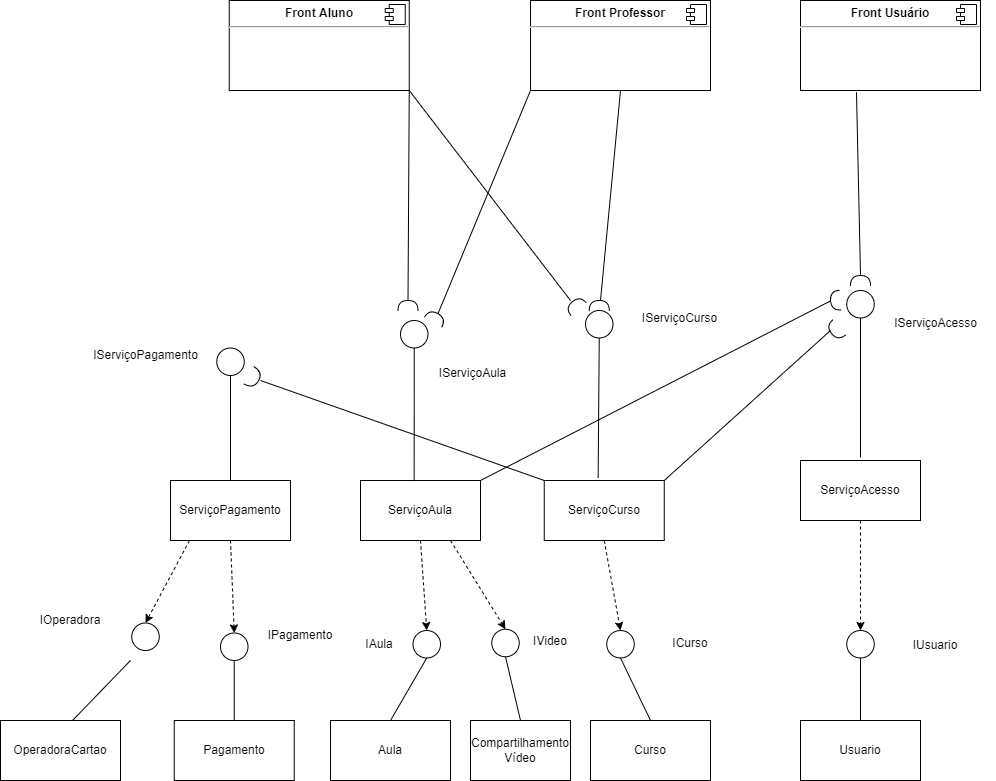 Front Aluno
Front Professor
Front Usuário
IServiçoCurso
IServiçoAcesso
IServiçoPagamento
IServiçoAula
ServiçoPagamento
ServiçoAula
ServiçoCurso
ServiçoAcesso
IOperadora
IPagamento
IAula
IVideo
ICurso
IUsuario
OperadoraCartao
Pagamento
Aula
Compartilhamento
Vídeo
Curso
Usuario